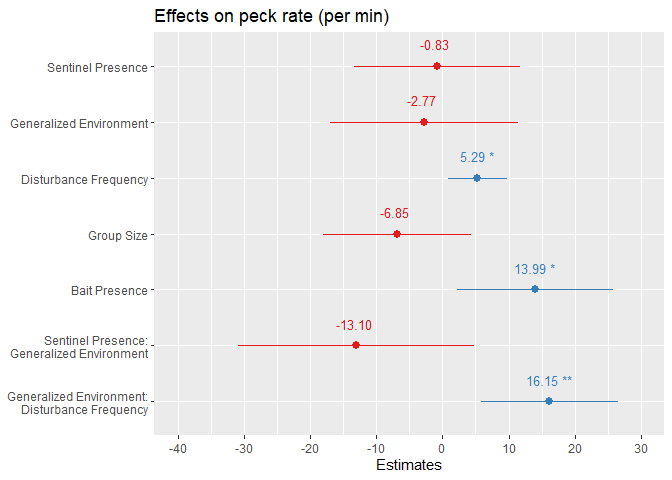 Effects on peck rate (per min)
Sentinel Presence
-0.83
Generalized Environment
-2.77
Disturbance Frequency
5.29 *
Group Size
-6.85
Bait Presence
13.99 *
Sentinel Presence:
Generalized Environment
-13.10
Generalized Environment:
Disturbance Frequency
16.15 **
-40 -30 -20 -10 0 10 20 30
Estimates